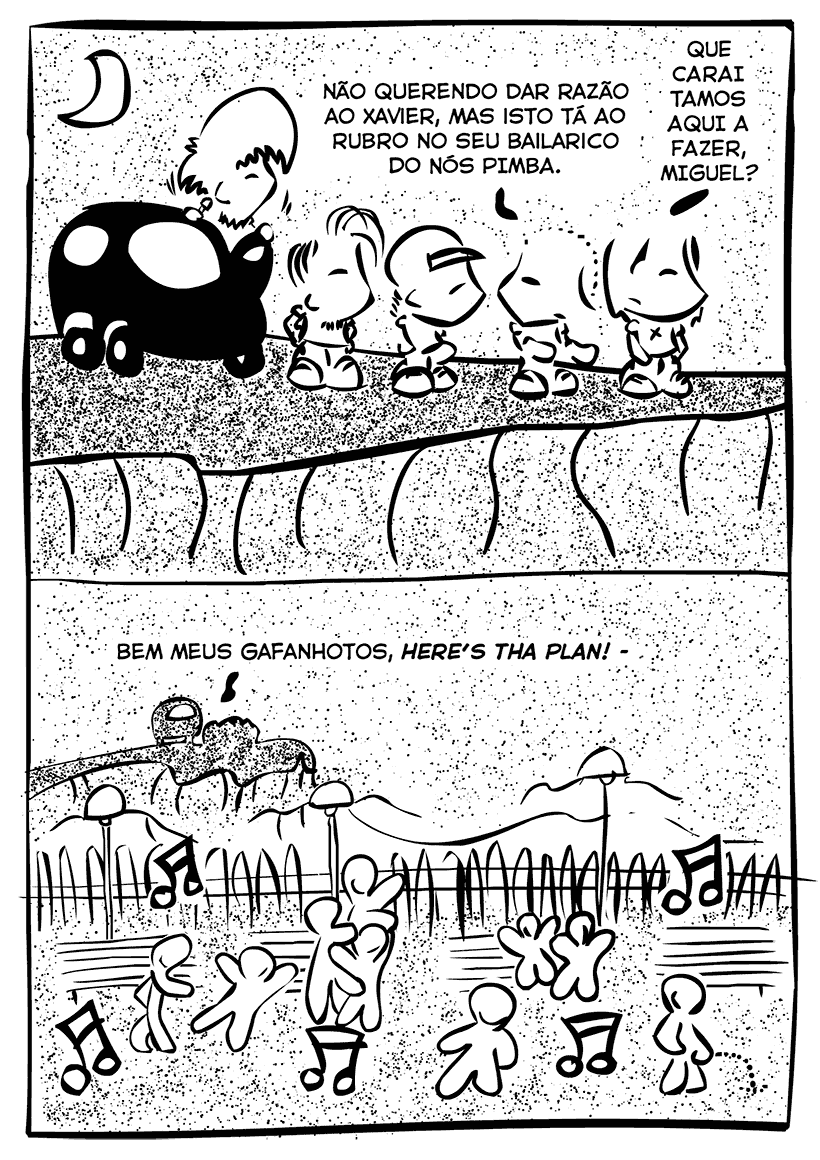 NÃO QUERENDO DAR RAZÃO
AO XAVIER, MAS ISTO TÁ AO
RUBRO NO SEU BAILARICO
DO NÓS PIMBA.
QUE
CARAI
TAMOS
AQUI A
FAZER,
MIGUEL?
BEM MEUS GAFANHOTOS, HERE'S THA PLAN! -